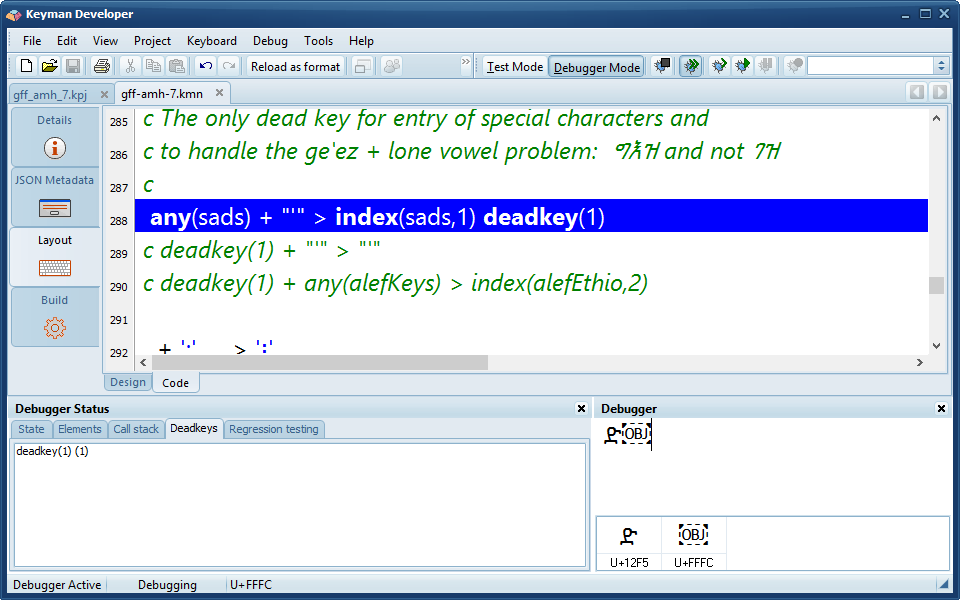 Keyman Developer
File Edit View Project Keyboard Debug Tools Help
Reload as format Test Mode Debugger Mode
gff_amh_7.kpj gff-amh-7.kmn
Details
JSON Metadata
Layout
Build
285 c The only dead key for entry of special characters and
286 c to handle the ge'ez + lone vowel problem: ግእዝ and not ገዝ
287 c
288 any(sads) + "'" > index(sads,1) deadkey(1)
289 c deadkey(1) + "'" > "'"
290 c deadkey(1) + any(alefKeys) > index(alefEthio,2)
291
292 + ':' > '፡'
Design Code
Debugger Status
State Elements Call stack Deadkeys Regression testing
deadkey(1) (1)
Debugger
ድOBJ
ድ OBJ
U+12F5 U+FFFC
Debugger Active Debugging U+FFFC